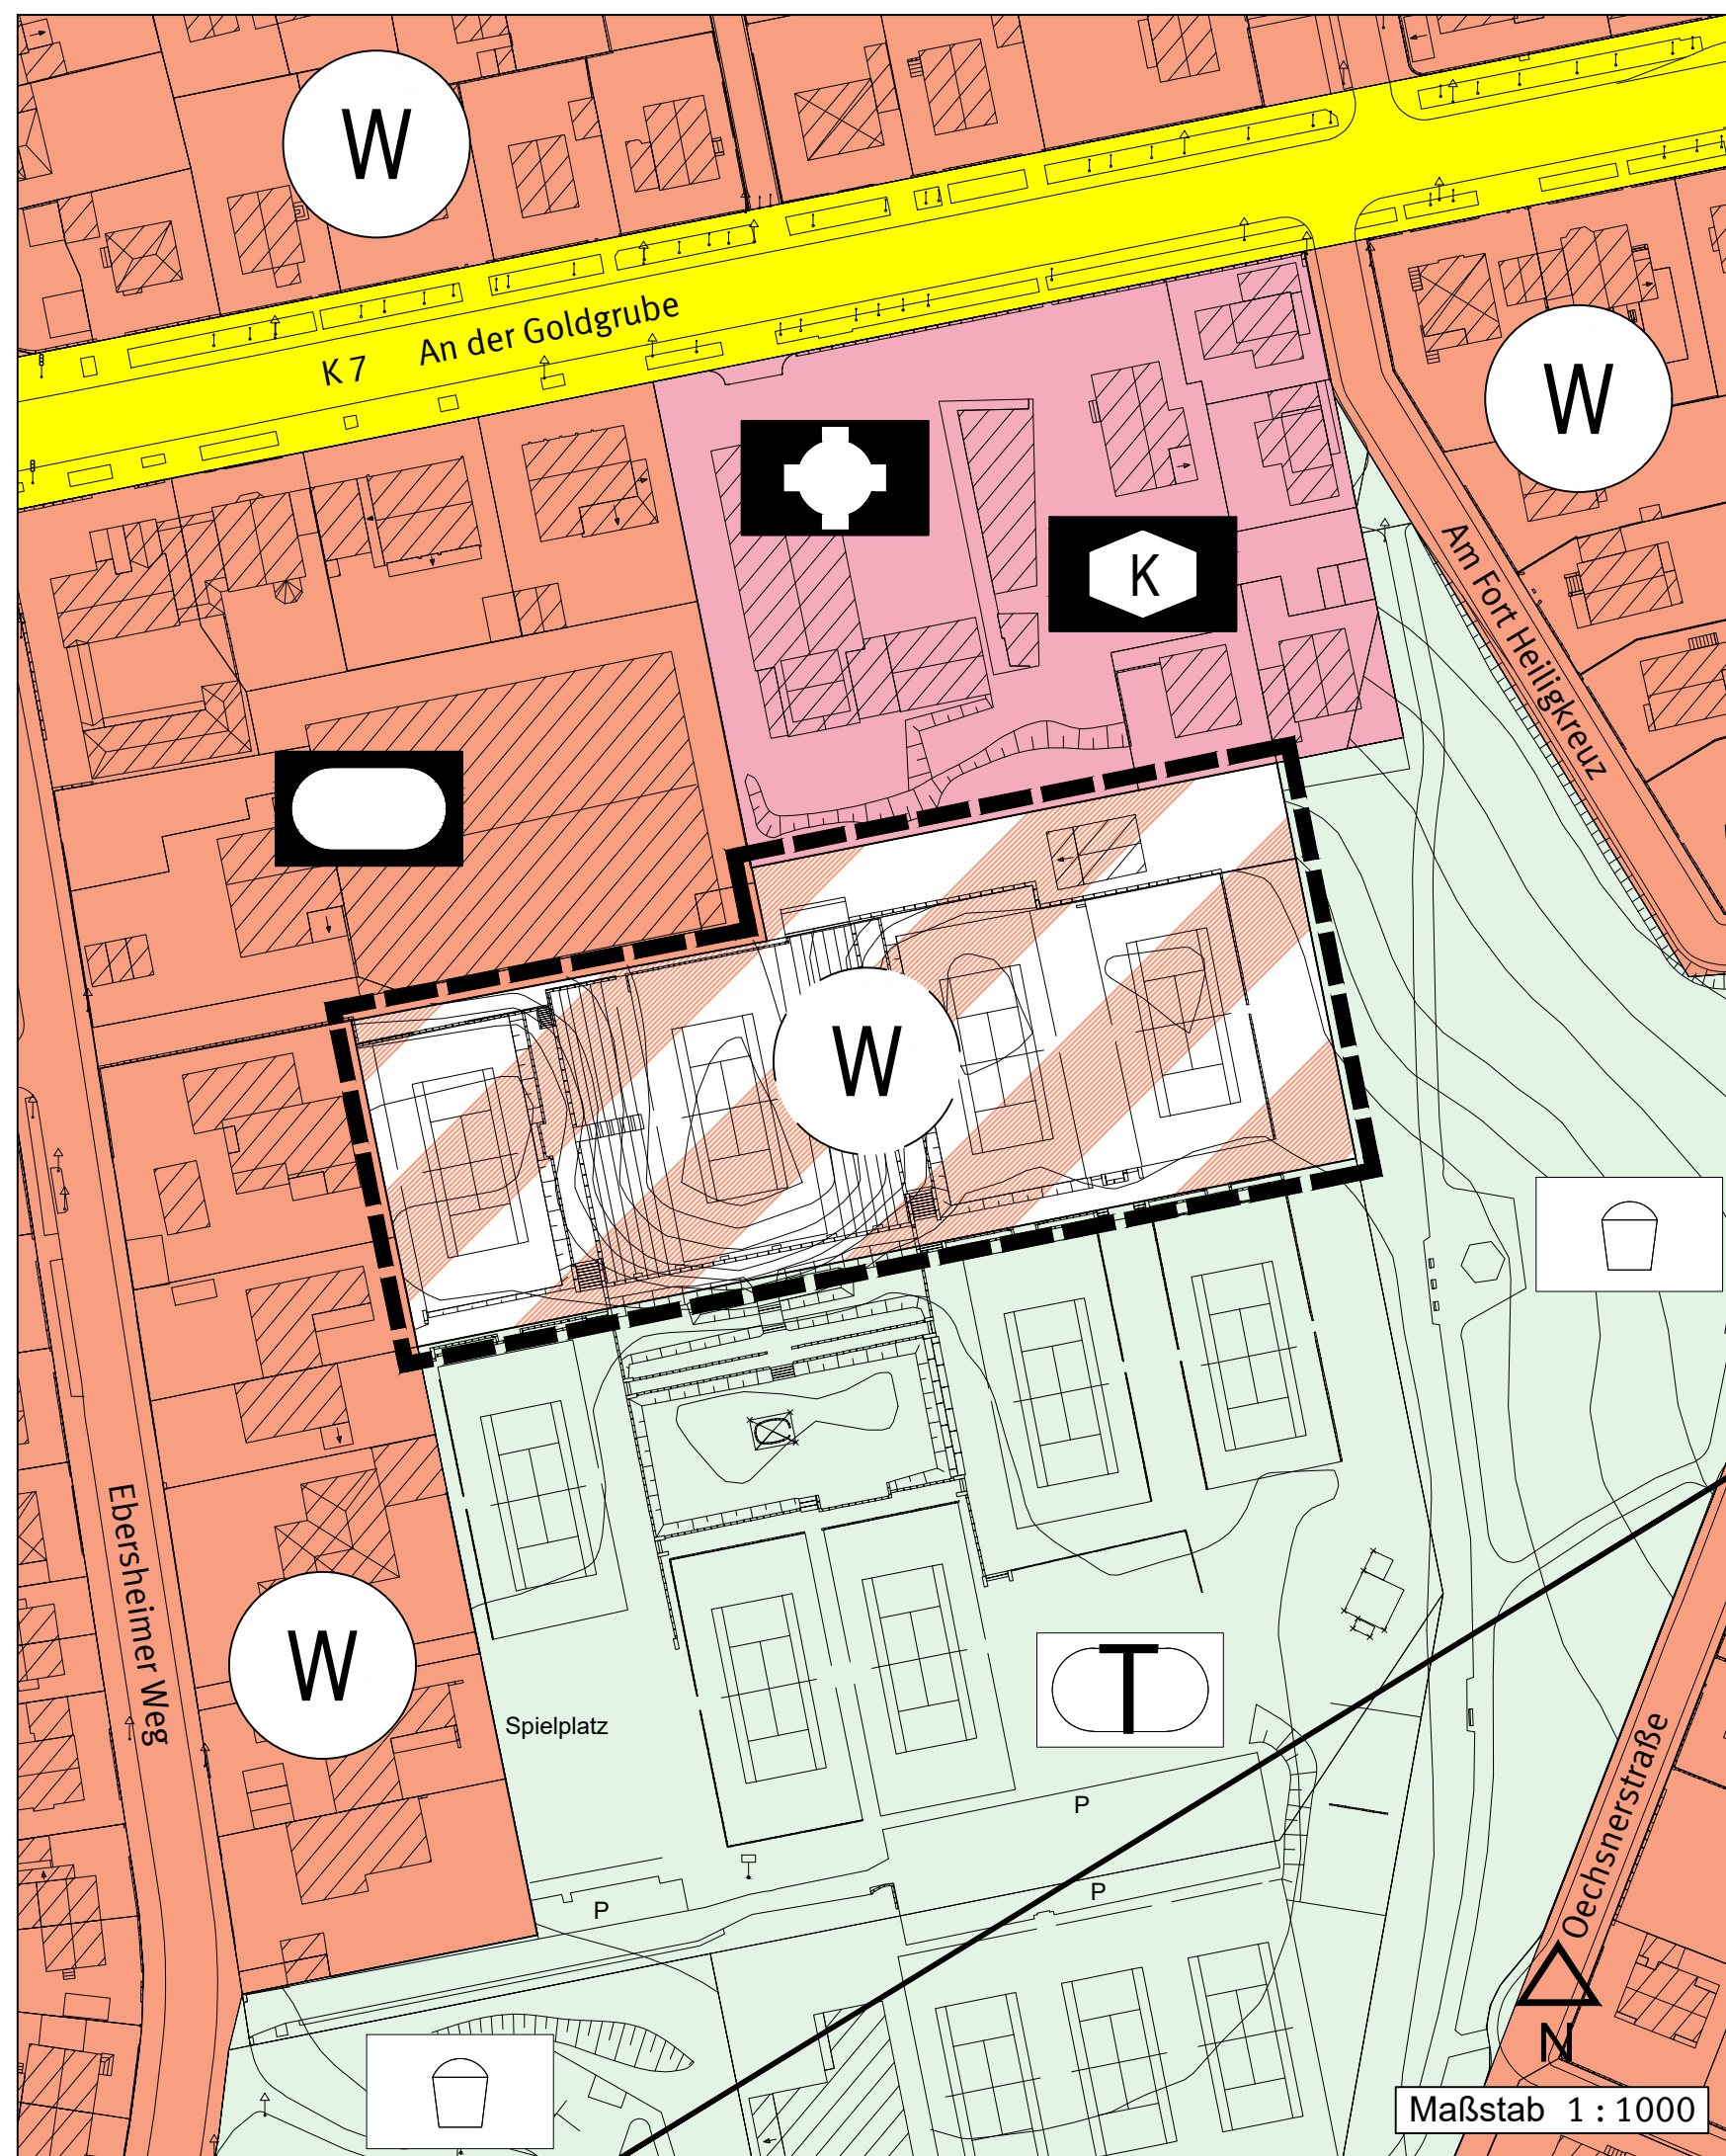 W
K 7 An der Goldgrube
W
K
Am Fort Heiligkreuz
W
Ebersheimer Weg
W
T
Spielplatz
P
P
P
Oechsnerstraße
N
Maßstab 1 : 1000